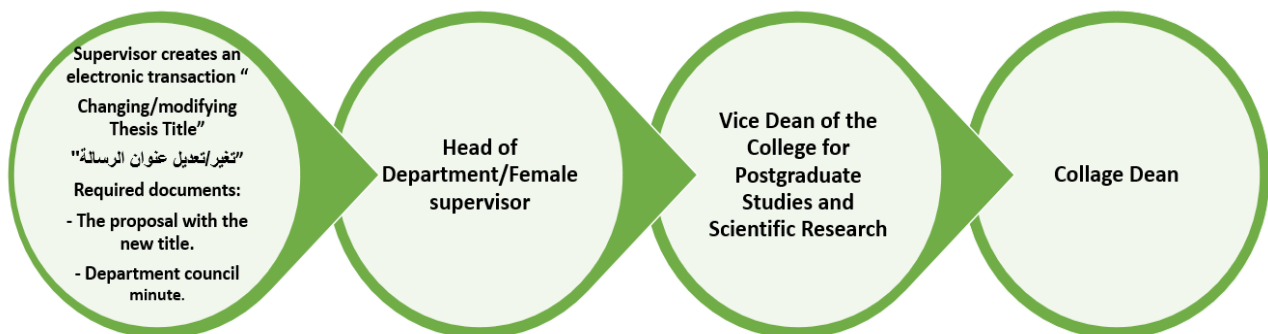 Supervisor creates an
electronic transaction “
Changing/modifying
Thesis Title”
"تغير/تعديل عنوان الرسالة”
Required documents:
- The proposal with the
new title.
- Department council
minute.
Head of
Department/Female
supervisor
Vice Dean of the
College for
Postgraduate
Studies and
Scientific Research
Collage Dean